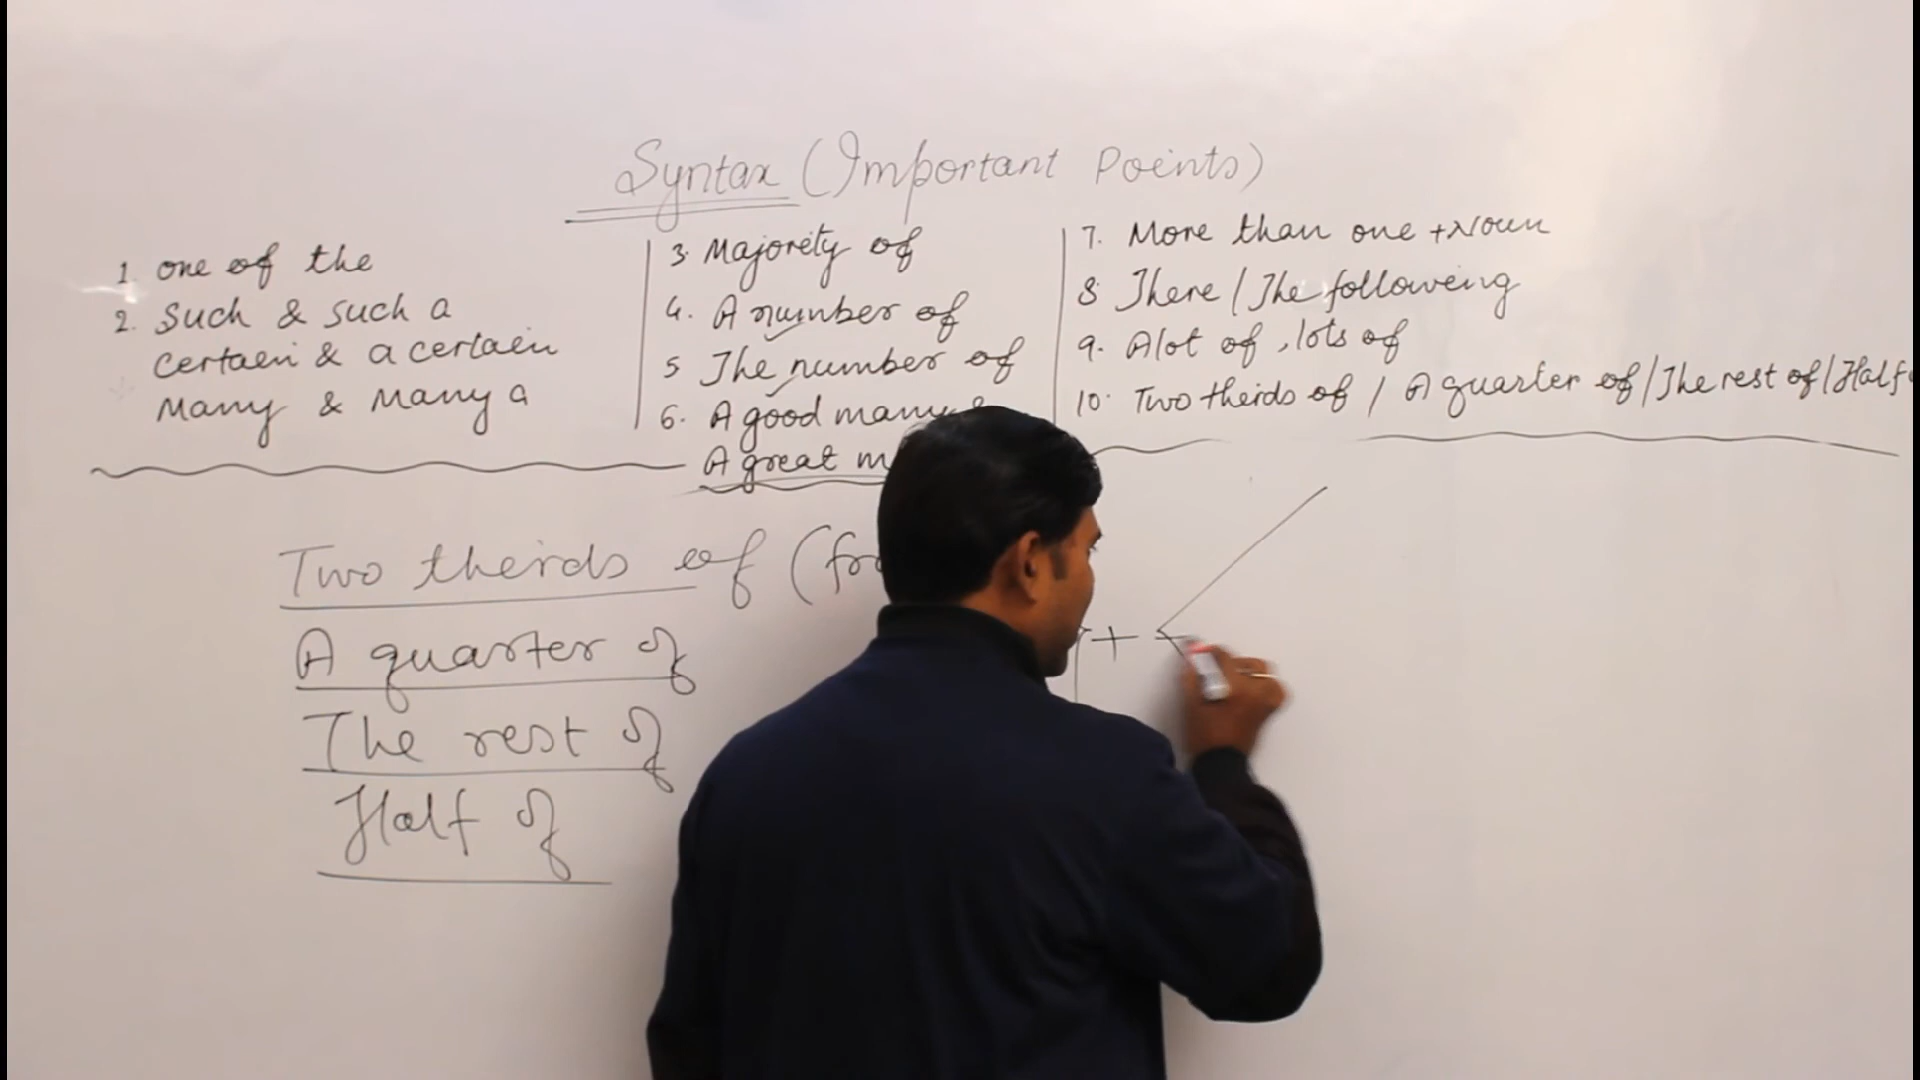 Syntax (Important Points)
1. one of the
2. Such & such a
certain & a certain
Many & Many a
3. Majority of
4. A number of
5 The number of
6. A good many
A great
7. More than one + Noun
8 There / The following
9. A lot of , lots of
10. Two thirds of / A quarter of / The rest of / Half
Two thirds of (
A quarter of
The rest of
Half of
+